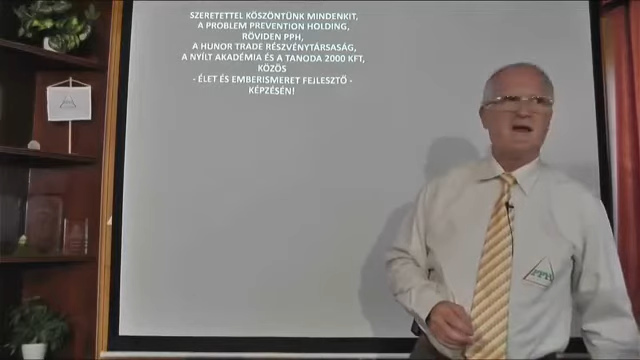 SZERETETTEL KÖSZÖNTÜNK MINDENKIT,
A PROBLEM PREVENTION HOLDING,
RÖVIDEN PPH,
A HUNOR TRADE RÉSZVÉNYTÁRSASÁG,
A NYÍLT AKADÉMIA ÉS A TANODA 2000 KFT,
KÖZÖS
- ÉLET ÉS EMBERISMERET FEJLESZTŐ -
KÉPZÉSÉN!